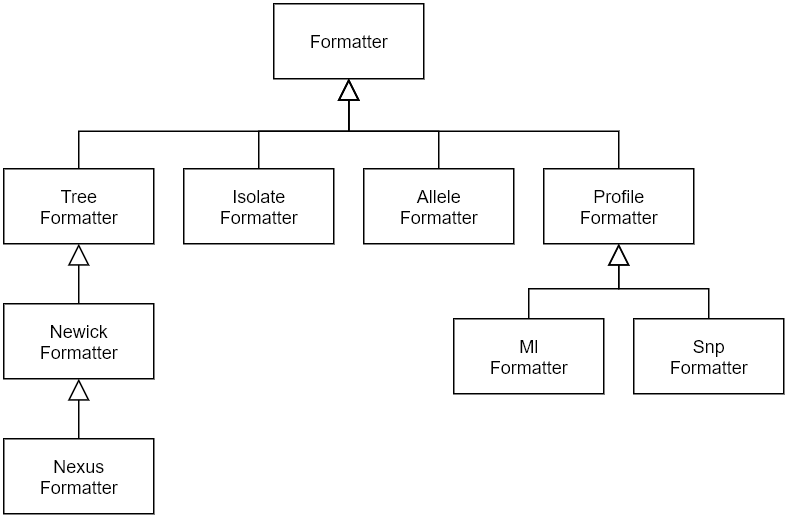 Formatter
Tree
Formatter
Isolate
Formatter
Allele
Formatter
Profile
Formatter
Newick
Formatter
Ml
Formatter
Snp
Formatter
Nexus
Formatter